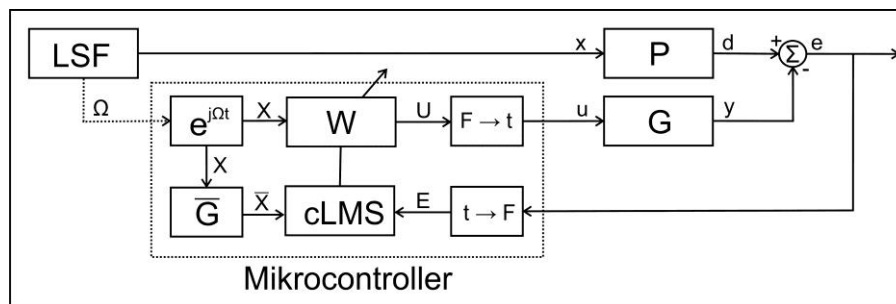 LSF
x
P
d
+
Σ
e
-
Ω
e^jΩt
X
W
U
F → t
u
G
y
X
G̅
X̅
cLMS
E
t → F
Mikrocontroller